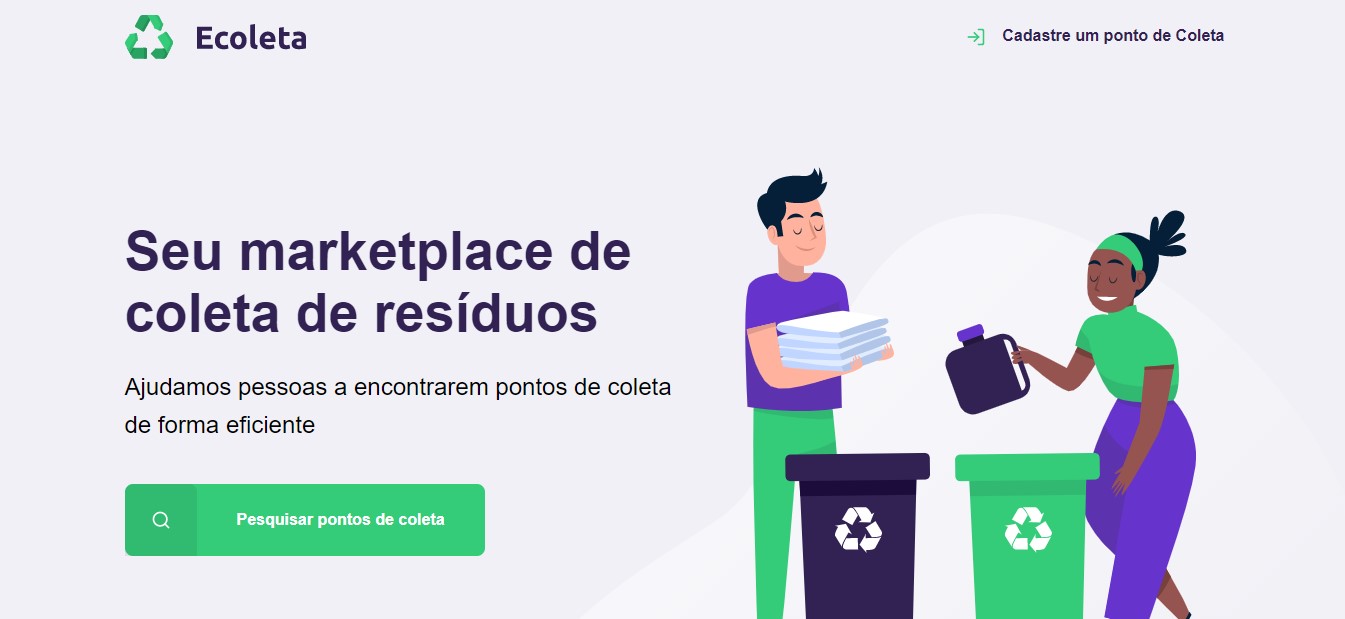 Ecoleta
Cadastre um ponto de Coleta
Seu marketplace de
coleta de resíduos
Ajudamos pessoas a encontrarem pontos de coleta
de forma eficiente
Pesquisar pontos de coleta